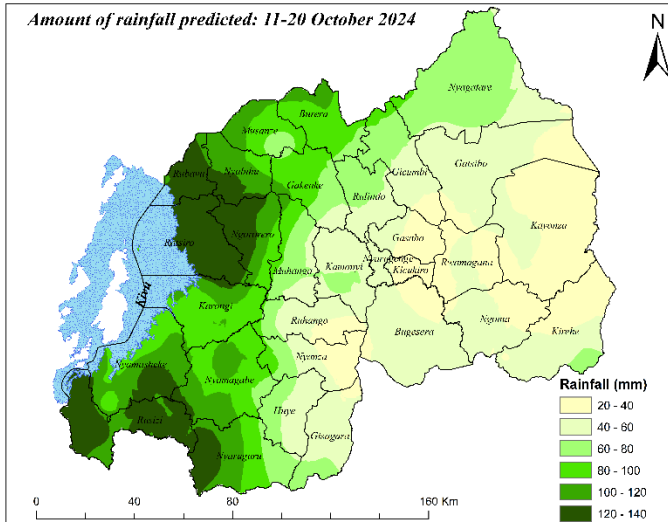 Amount of rainfall predicted: 11-20 October 2024
N
Nyagatare
Burera
Musanze
Rubavu
Nyabihu
Gakenke
Gicumbi
Gatsibo
Rulindo
Rutsiro
Ngororero
Gasabo
Kayonza
Muhanga
Kamonyi
Nyarugenge
Kicukiro
Rwamagana
Kivu
Karongi
Ruhango
Bugesera
Ngoma
Kirehe
Nyamasheke
Nyamagabe
Nyanza
Rusizi
Huye
Gisagara
Nyaruguru
Rainfall (mm)
20 - 40
40 - 60
60 - 80
80 - 100
100 - 120
120 - 140
0 40 80 160 Km